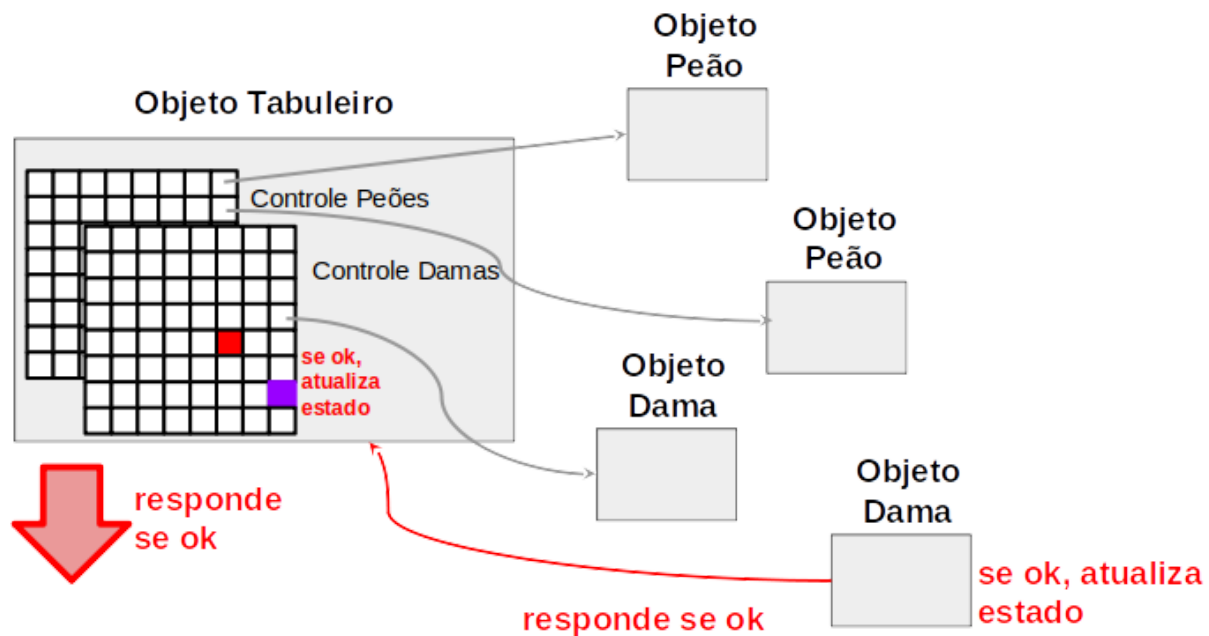 Objeto
Peão
Objeto Tabuleiro
Controle Peões
Objeto
Peão
Controle Damas
se ok,
atualiza
estado
Objeto
Dama
Objeto
Dama
responde
se ok
se ok, atualiza
estado
responde se ok